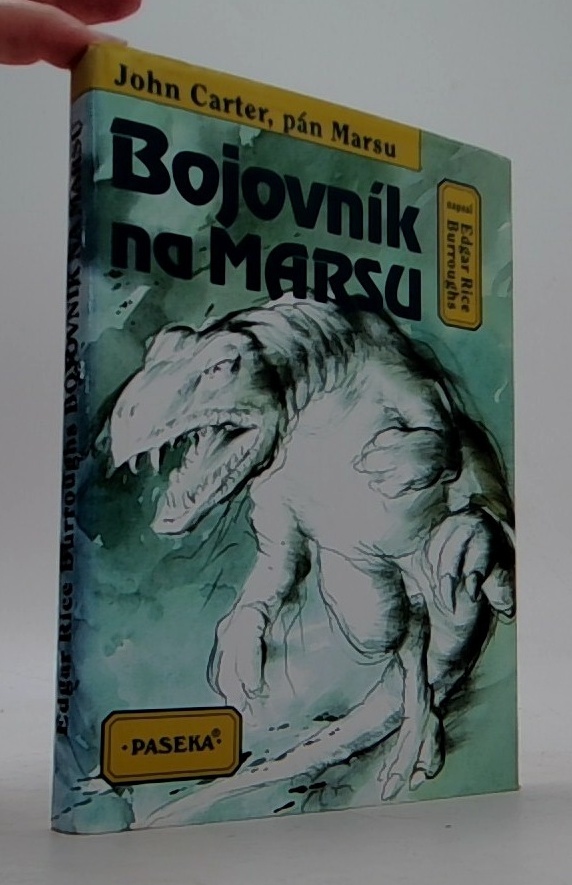 John Carter, pán Marsu
Bojovník
na MARSU
napsal
Edgar Rice
Burroughs
Edgar Rice Burroughs BOJOVNÍK NA MARSU
·PASEKA®·